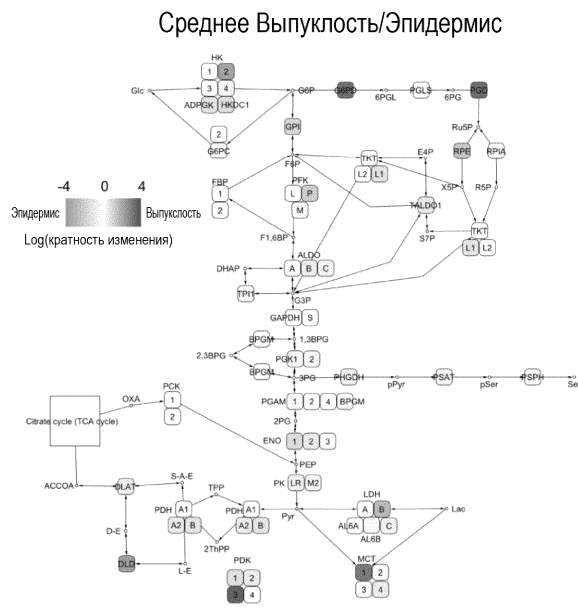 Среднее Выпуклость/Эпидермис
HK
1 2
Glc
3 4
G6P
G6PD
6PGL
PGLS
6PG
PGD
ADPGK HKDC1
2
G6PC
GPI
Ru5P
RPE
RPIA
F6P
TKT
E4P
L2 L1
X5P
R5P
-4 0 4
Эпидермис
Выпуклость
Log(кратность изменения)
FBP
1
2
PFK
L P
M
TALDO1
S7P
TKT
L1 L2
F1,6BP
ALDO
DHAP
A B C
TPI1
G3P
GAPDH S
BPGM
1,3BPG
2,3BPG
PGK1 2
BPGM
3PG
PHGDH
pPyr
PSAT
pSer
PSPH
Se
PCK
1
2
OXA
PGAM 1 2 4 BPGM
Citrate cycle (TCA cycle)
2PG
ENO 1 2 3
PEP
ACCOA
DLAT
S-A-E
TPP
PK LR M2
LDH
PDH A1
A2 B
PDH A1
A2 B
Pyr
A B
AL6A C
AL6B
Lac
D-E
2ThPP
DLD
L-E
PDK
1 2
3 4
MCT
1 2
3 4